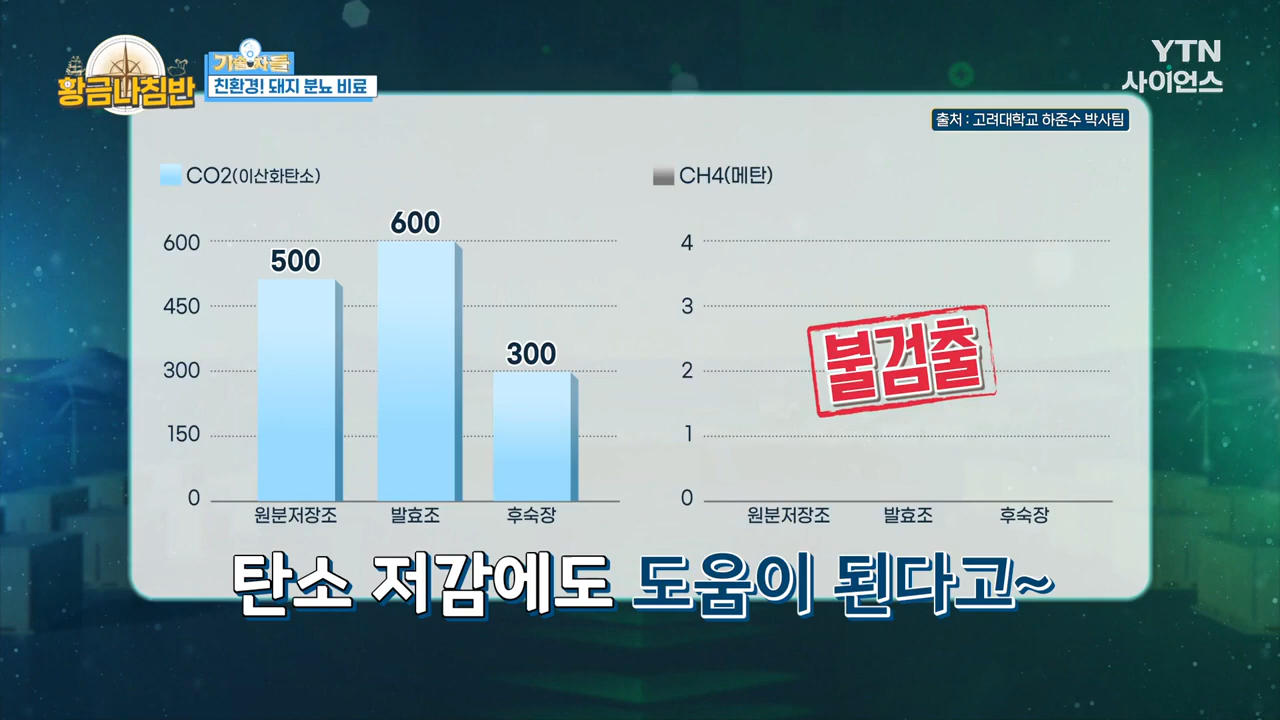 황금나침반
기술자들
친환경! 돼지 분뇨 비료
YTN
사이언스
출처 : 고려대학교 하준수 박사팀
CO2(이산화탄소)
600
450
300
150
0
500
600
300
원분저장조 발효조 후숙장
CH4(메탄)
4
3
2
1
0
불검출
원분저장조 발효조 후숙장
탄소 저감에도 도움이 된다고~